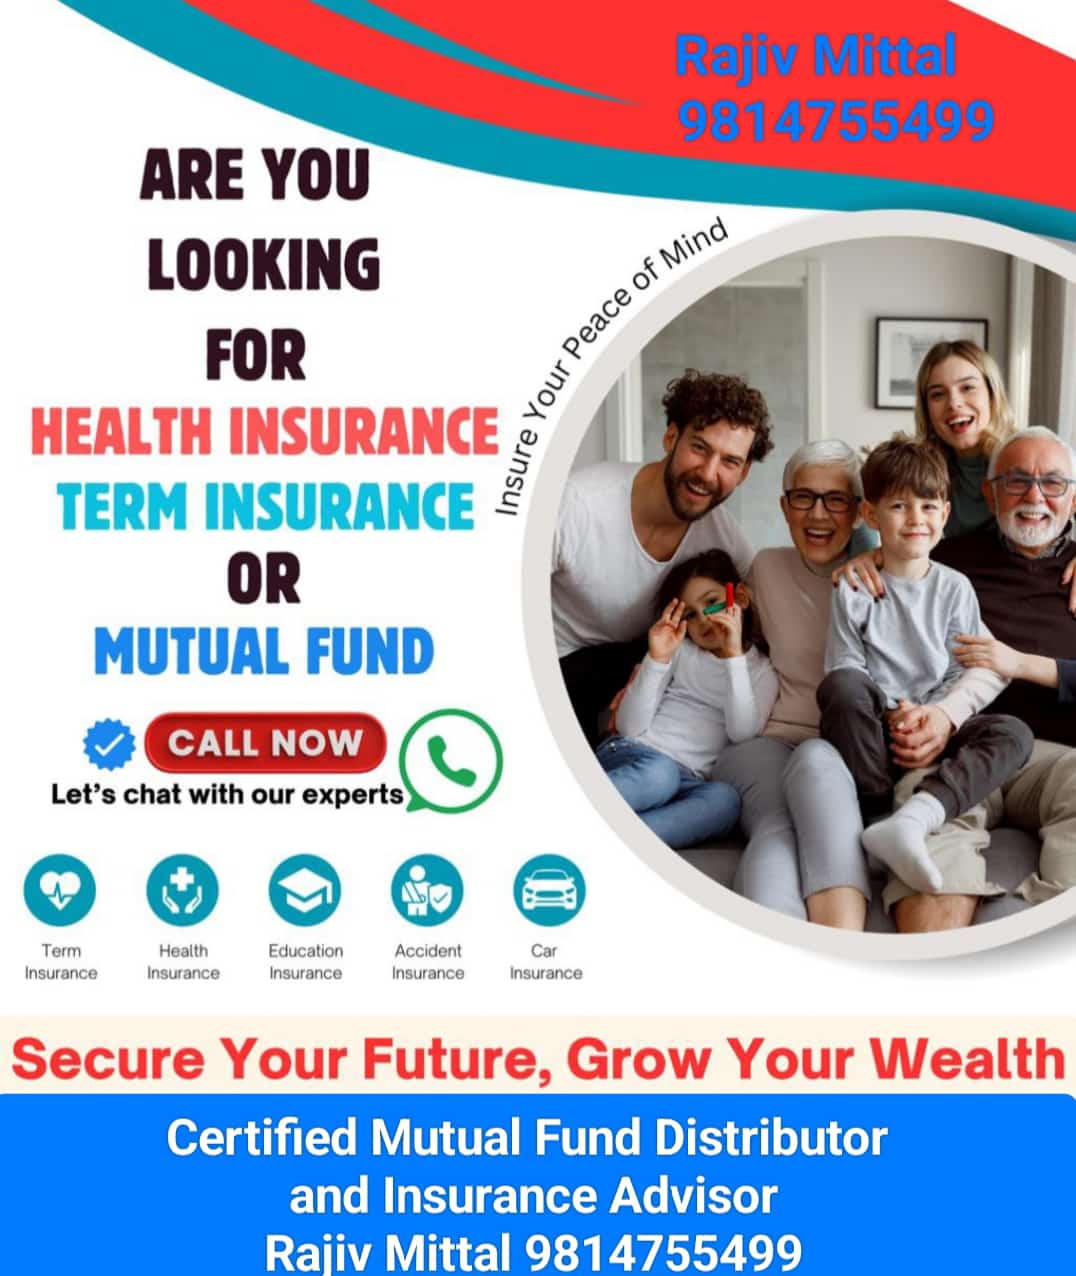 Rajiv Mittal
9814755499
ARE YOU
LOOKING
FOR
HEALTH INSURANCE
TERM INSURANCE
OR
MUTUAL FUND
Insure Your Peace of Mind
CALL NOW
Let's chat with our experts
Term
Insurance
Health
Insurance
Education
Insurance
Accident
Insurance
Car
Insurance
Secure Your Future, Grow Your Wealth
Certified Mutual Fund Distributor
and Insurance Advisor
Rajiv Mittal 9814755499